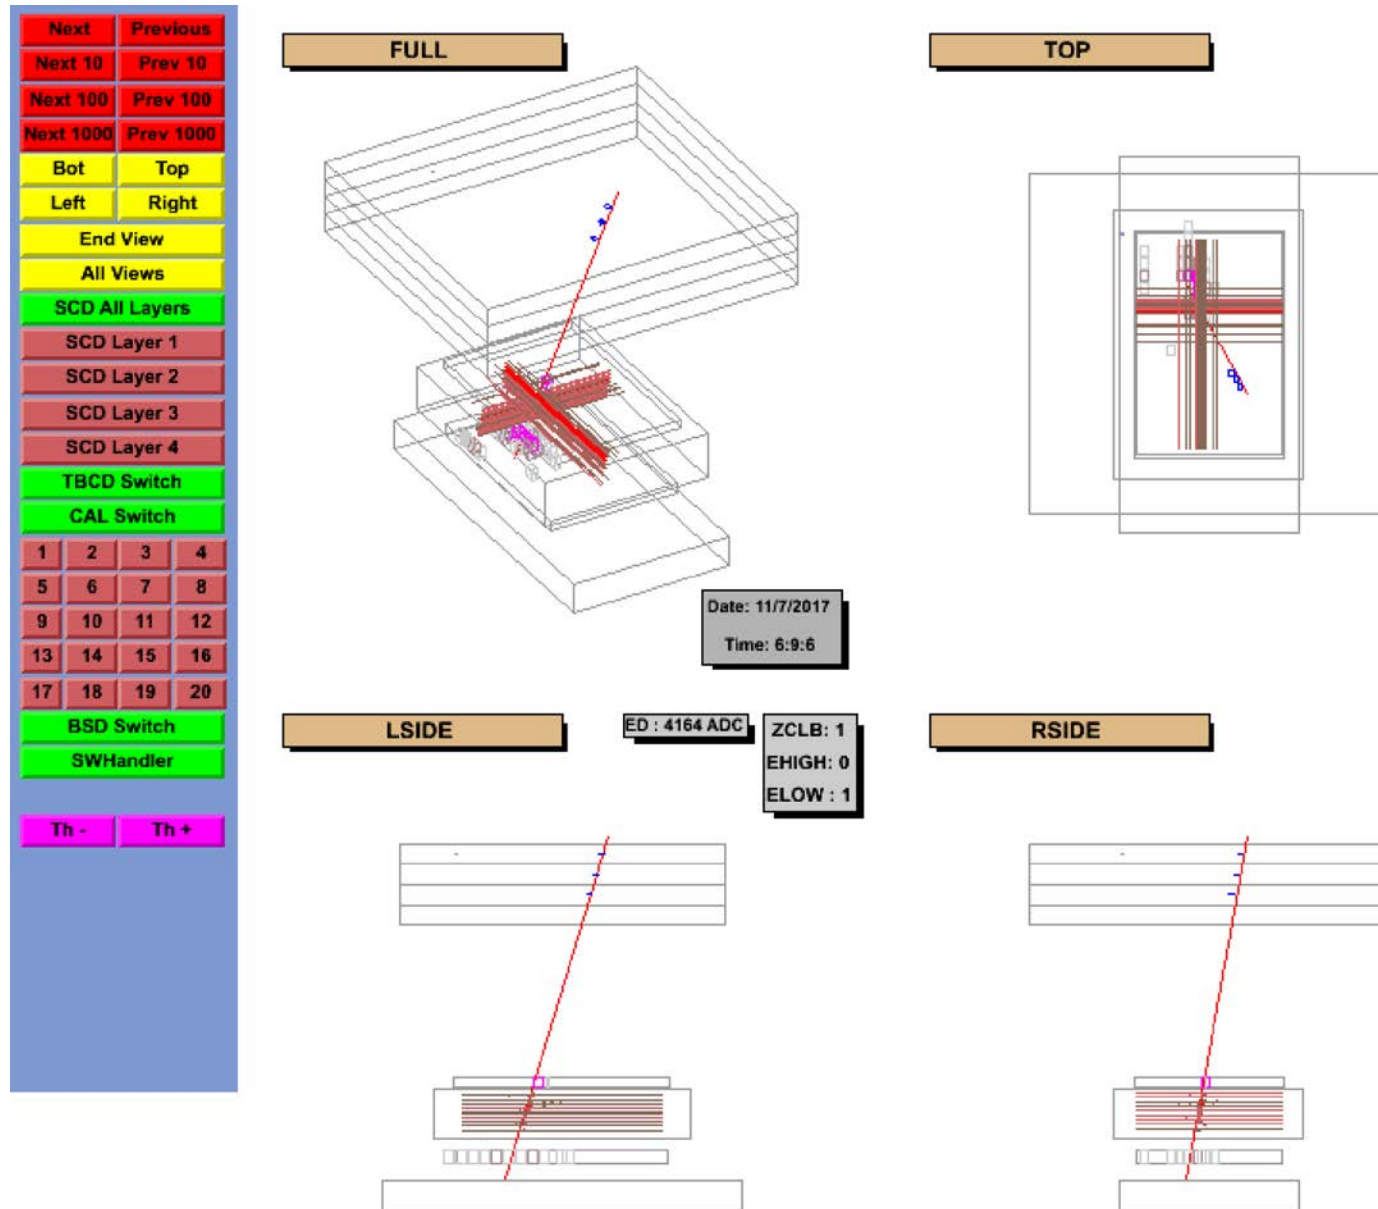 Next Previous
Next 10 Prev 10
Next 100 Prev 100
Next 1000 Prev 1000
Bot Top
Left Right
End View
All Views
SCD All Layers
SCD Layer 1
SCD Layer 2
SCD Layer 3
SCD Layer 4
TBCD Switch
CAL Switch
1 2 3 4
5 6 7 8
9 10 11 12
13 14 15 16
17 18 19 20
BSD Switch
SWHandler
Th - Th +
FULL
TOP
Date: 11/7/2017
Time: 6:9:6
LSIDE
ED : 4164 ADC
ZCLB: 1
EHIGH: 0
ELOW : 1
RSIDE